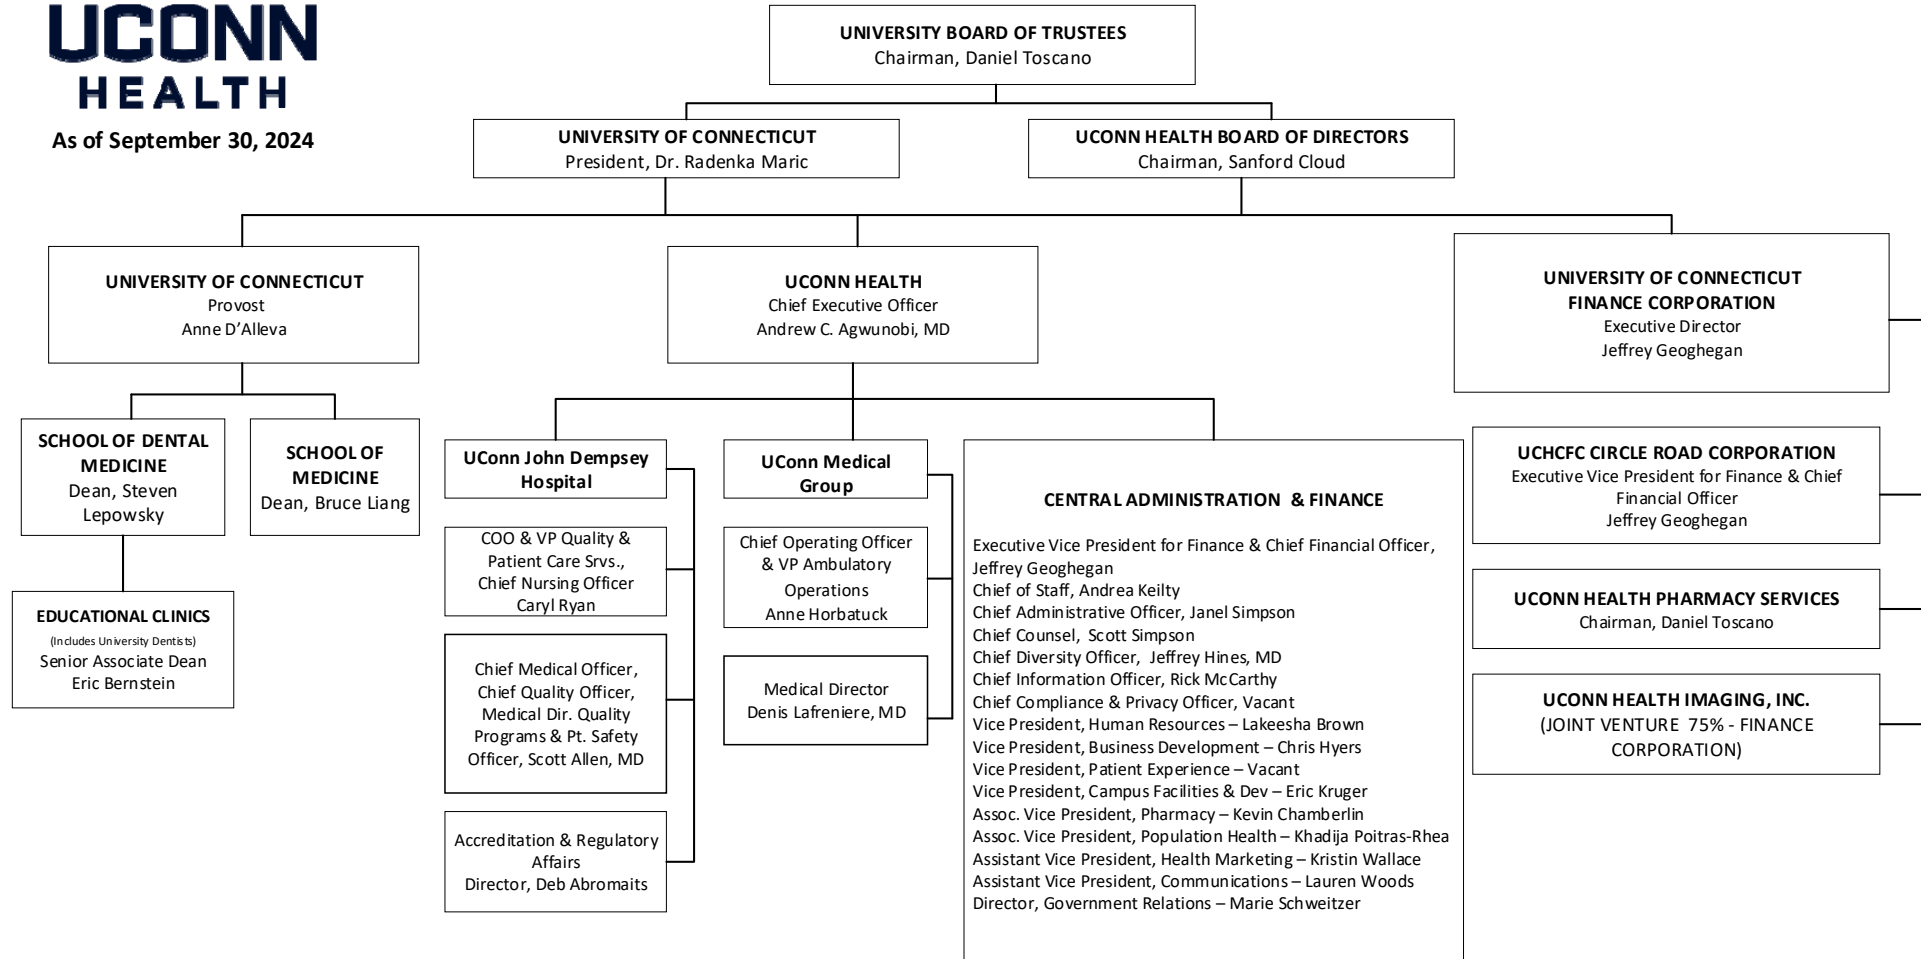 UCONN
HEALTH
As of September 30, 2024
UNIVERSITY BOARD OF TRUSTEES
Chairman, Daniel Toscano
UNIVERSITY OF CONNECTICUT
President, Dr. Radenka Maric
UCONN HEALTH BOARD OF DIRECTORS
Chairman, Sanford Cloud
UNIVERSITY OF CONNECTICUT
Provost
Anne D’Alleva
UCONN HEALTH
Chief Executive Officer
Andrew C. Agwunobi, MD
UNIVERSITY OF CONNECTICUT
FINANCE CORPORATION
Executive Director
Jeffrey Geoghegan
SCHOOL OF DENTAL
MEDICINE
Dean, Steven
Lepowsky
SCHOOL OF
MEDICINE
Dean, Bruce Liang
EDUCATIONAL CLINICS
(Includes University Dentists)
Senior Associate Dean
Eric Bernstein
UConn John Dempsey
Hospital
COO & VP Quality &
Patient Care Srvs.,
Chief Nursing Officer
Caryl Ryan
Chief Medical Officer,
Chief Quality Officer,
Medical Dir. Quality
Programs & Pt. Safety
Officer, Scott Allen, MD
Accreditation & Regulatory
Affairs
Director, Deb Abromaits
UConn Medical
Group
Chief Operating Officer
& VP Ambulatory
Operations
Anne Horbatuck
Medical Director
Denis Lafreniere, MD
CENTRAL ADMINISTRATION & FINANCE
Executive Vice President for Finance & Chief Financial Officer,
Jeffrey Geoghegan
Chief of Staff, Andrea Keilty
Chief Administrative Officer, Janel Simpson
Chief Counsel, Scott Simpson
Chief Diversity Officer, Jeffrey Hines, MD
Chief Information Officer, Rick McCarthy
Chief Compliance & Privacy Officer, Vacant
Vice President, Human Resources – Lakeesha Brown
Vice President, Business Development – Chris Hyers
Vice President, Patient Experience – Vacant
Vice President, Campus Facilities & Dev – Eric Kruger
Assoc. Vice President, Pharmacy – Kevin Chamberlin
Assoc. Vice President, Population Health – Khadija Poitras-Rhea
Assistant Vice President, Health Marketing – Kristin Wallace
Assistant Vice President, Communications – Lauren Woods
Director, Government Relations – Marie Schweitzer
UCHCFC CIRCLE ROAD CORPORATION
Executive Vice President for Finance & Chief
Financial Officer
Jeffrey Geoghegan
UCONN HEALTH PHARMACY SERVICES
Chairman, Daniel Toscano
UCONN HEALTH IMAGING, INC.
(JOINT VENTURE 75% - FINANCE
CORPORATION)